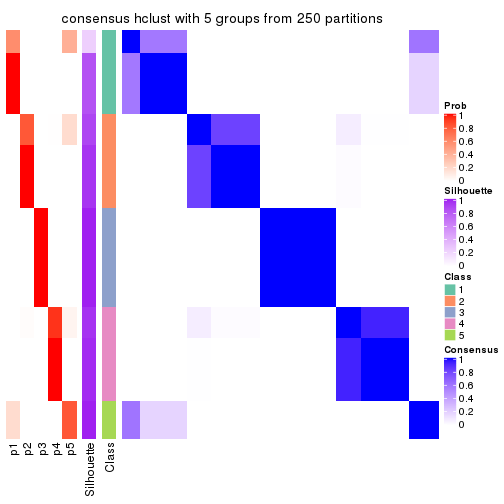 consensus hclust with 5 groups from 250 partitions
Prob
1
0.8
0.6
0.4
0.2
0
Silhouette
1
0.8
0.6
0.4
0.2
0
Class
1
2
3
4
5
Consensus
1
0.8
0.6
0.4
0.2
0
p1
p2
p3
p4
p5
Silhouette
Class